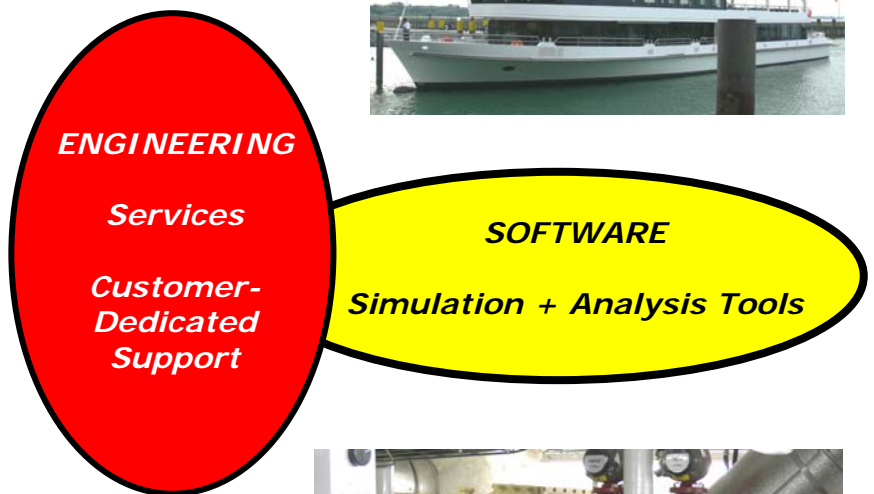 ENGINEERING
Services
Customer-
Dedicated
Support
SOFTWARE
Simulation + Analysis Tools